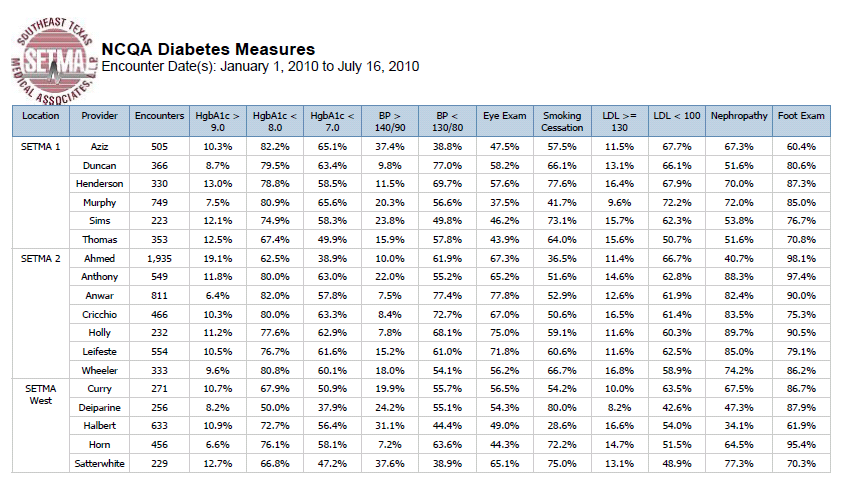 SOUTHEAST TEXAS
SETMA
MEDICAL ASSOCIATES, L.L.P.
NCQA Diabetes Measures
Encounter Date(s): January 1, 2010 to July 16, 2010
Location Provider Encounters HgbA1c > 9.0 HgbA1c < 8.0 HgbA1c < 7.0 BP > 140/90 BP < 130/80 Eye Exam Smoking Cessation LDL >= 130 LDL < 100 Nephropathy Foot Exam
SETMA 1 Aziz 505 10.3% 82.2% 65.1% 37.4% 38.8% 47.5% 57.5% 11.5% 67.7% 67.3% 60.4%
Duncan 366 8.7% 79.5% 63.4% 9.8% 77.0% 58.2% 66.1% 13.1% 66.1% 51.6% 80.6%
Henderson 330 13.0% 78.8% 58.5% 11.5% 69.7% 57.6% 77.6% 16.4% 67.9% 70.0% 87.3%
Murphy 749 7.5% 80.9% 65.6% 20.3% 56.6% 37.5% 41.7% 9.6% 72.2% 72.0% 85.0%
Sims 223 12.1% 74.9% 58.3% 23.8% 49.8% 46.2% 73.1% 15.7% 62.3% 53.8% 76.7%
Thomas 353 12.5% 67.4% 49.9% 15.9% 57.8% 43.9% 64.0% 15.6% 50.7% 51.6% 70.8%
SETMA 2 Ahmed 1,935 19.1% 62.5% 38.9% 10.0% 61.9% 67.3% 36.5% 11.4% 66.7% 40.7% 98.1%
Anthony 549 11.8% 80.0% 63.0% 22.0% 55.2% 65.2% 51.6% 14.6% 62.8% 88.3% 97.4%
Anwar 811 6.4% 82.0% 57.8% 7.5% 77.4% 77.8% 52.9% 12.6% 61.9% 82.4% 90.0%
Cricchio 466 10.3% 80.0% 63.3% 8.4% 72.7% 67.0% 50.6% 16.5% 61.4% 83.5% 75.3%
Holly 232 11.2% 77.6% 62.9% 7.8% 68.1% 75.0% 59.1% 11.6% 60.3% 89.7% 90.5%
Leifeste 554 10.5% 76.7% 61.6% 15.2% 61.0% 71.8% 60.6% 11.6% 62.5% 85.0% 79.1%
Wheeler 333 9.6% 80.8% 60.1% 18.0% 54.1% 56.2% 66.7% 16.8% 58.9% 74.2% 86.2%
SETMA West Curry 271 10.7% 67.9% 50.9% 19.9% 55.7% 56.5% 54.2% 10.0% 63.5% 67.5% 86.7%
Deiparine 256 8.2% 50.0% 37.9% 24.2% 55.1% 54.3% 80.0% 8.2% 42.6% 47.3% 87.9%
Halbert 633 10.9% 72.7% 56.4% 31.1% 44.4% 49.0% 28.6% 16.6% 54.0% 34.1% 61.9%
Horn 456 6.6% 76.1% 58.1% 7.2% 63.6% 44.3% 72.2% 14.7% 51.5% 64.5% 95.4%
Satterwhite 229 12.7% 66.8% 47.2% 37.6% 38.9% 65.1% 75.0% 13.1% 48.9% 77.3% 70.3%